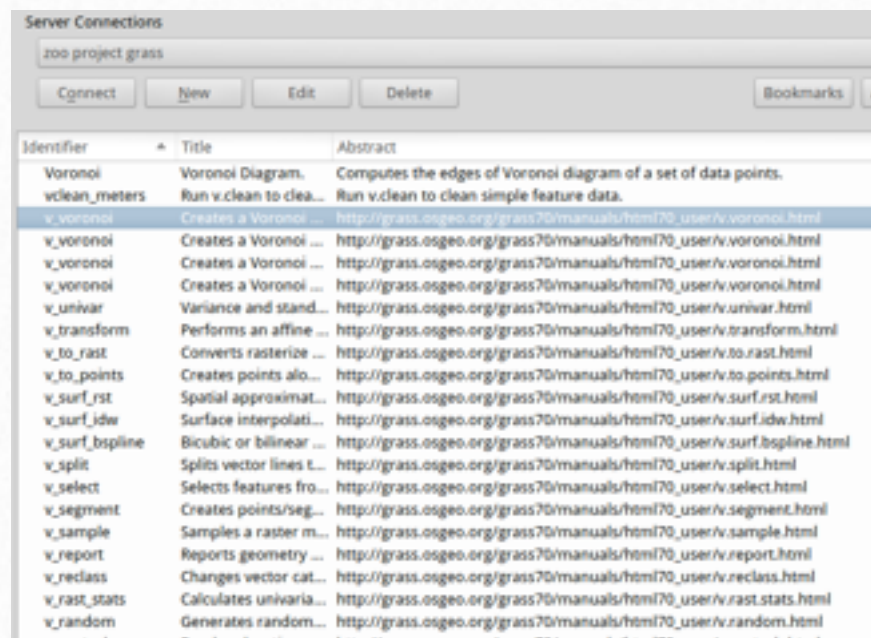 Server Connections
zoo project grass
Connect New Edit Delete Bookmarks
Identifier Title Abstract
Voronoi Voronoi Diagram. Computes the edges of Voronoi diagram of a set of data points.
vclean_meters Run v.clean to clea... Run v.clean to clean simple feature data.
v_voronoi Creates a Voronoi ... http://grass.osgeo.org/grass70/manuals/html70_user/v.voronoi.html
v_voronoi Creates a Voronoi ... http://grass.osgeo.org/grass70/manuals/html70_user/v.voronoi.html
v_voronoi Creates a Voronoi ... http://grass.osgeo.org/grass70/manuals/html70_user/v.voronoi.html
v_voronoi Creates a Voronoi ... http://grass.osgeo.org/grass70/manuals/html70_user/v.voronoi.html
v_univar Variance and stand... http://grass.osgeo.org/grass70/manuals/html70_user/v.univar.html
v_transform Performs an affine ... http://grass.osgeo.org/grass70/manuals/html70_user/v.transform.html
v_to_rast Converts rasterize ... http://grass.osgeo.org/grass70/manuals/html70_user/v.to.rast.html
v_to_points Creates points alo... http://grass.osgeo.org/grass70/manuals/html70_user/v.to.points.html
v_surf_rst Spatial approximat... http://grass.osgeo.org/grass70/manuals/html70_user/v.surf.rst.html
v_surf_idw Surface interpolati... http://grass.osgeo.org/grass70/manuals/html70_user/v.surf.idw.html
v_surf_bspline Bicubic or bilinear ... http://grass.osgeo.org/grass70/manuals/html70_user/v.surf.bspline.html
v_split Splits vector lines t... http://grass.osgeo.org/grass70/manuals/html70_user/v.split.html
v_select Selects features fro... http://grass.osgeo.org/grass70/manuals/html70_user/v.select.html
v_segment Creates points/seg... http://grass.osgeo.org/grass70/manuals/html70_user/v.segment.html
v_sample Samples a raster m... http://grass.osgeo.org/grass70/manuals/html70_user/v.sample.html
v_report Reports geometry ... http://grass.osgeo.org/grass70/manuals/html70_user/v.report.html
v_reclass Changes vector cat... http://grass.osgeo.org/grass70/manuals/html70_user/v.reclass.html
v_rast_stats Calculates univaria... http://grass.osgeo.org/grass70/manuals/html70_user/v.rast.stats.html
v_random Generates random... http://grass.osgeo.org/grass70/manuals/html70_user/v.random.html